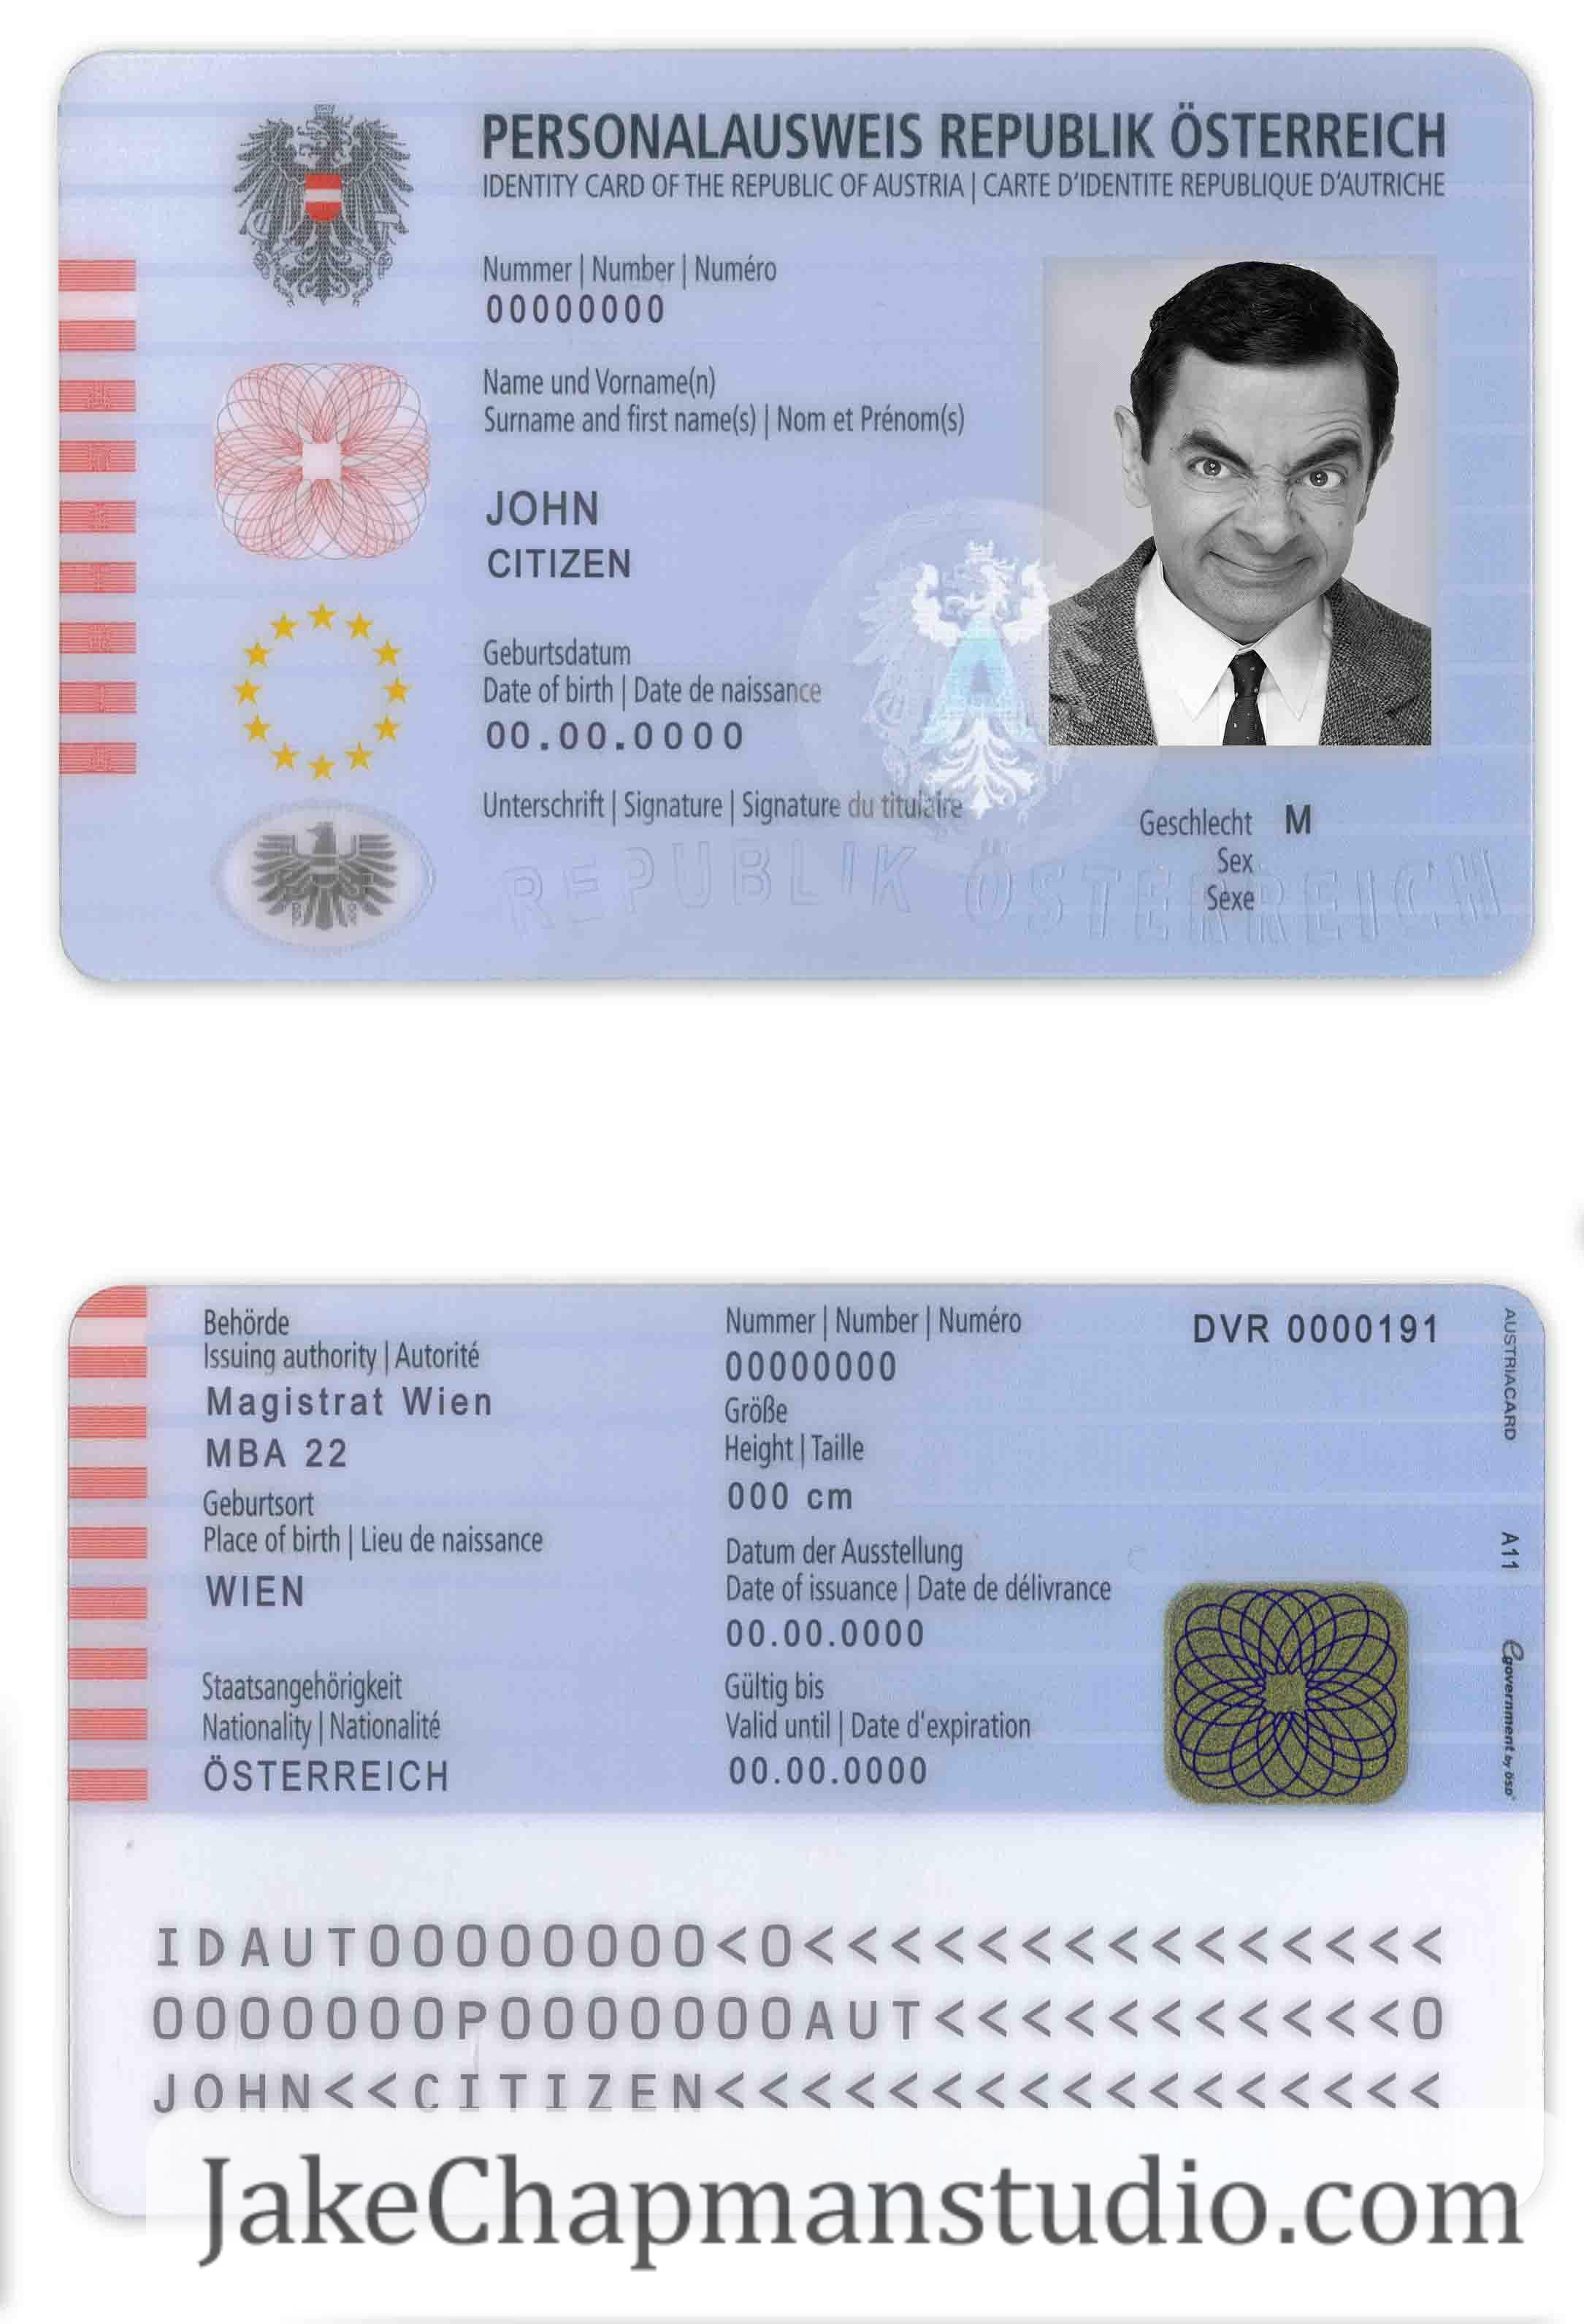 PERSONALAUSWEIS REPUBLIK ÖSTERREICH
IDENTITY CARD OF THE REPUBLIC OF AUSTRIA | CARTE D'IDENTITE REPUBLIQUE D'AUTRICHE
Nummer | Number | Numéro
00000000
Name und Vorname(n)
Surname and first name(s) | Nom et Prénom(s)
JOHN
CITIZEN
Geburtsdatum
Date of birth | Date de naissance
00.00.0000
A
Unterschrift | Signature | Signature du titulaire
Geschlecht M
Sex
Sexe
REPUBLIK ÖSTERREICH
Behörde
Issuing authority | Autorité
Magistrat Wien
MBA 22
Geburtsort
Place of birth | Lieu de naissance
WIEN
Staatsangehörigkeit
Nationality | Nationalité
ÖSTERREICH
Nummer | Number | Numéro
00000000
Größe
Height | Taille
000 cm
Datum der Ausstellung
Date of issuance | Date de délivrance
00.00.0000
Gültig bis
Valid until | Date d'expiration
00.00.0000
DVR 0000191
AUSTRIACARD
A11
egovernment by ösd
IDAUT00000000<0<<<<<<<<<<<<<<<
0000000P0000000AUT<<<<<<<<<<<0
JOHN<<CITIZEN<<<<<<<<<<<<<<<<<
JakeChapmanstudio.com